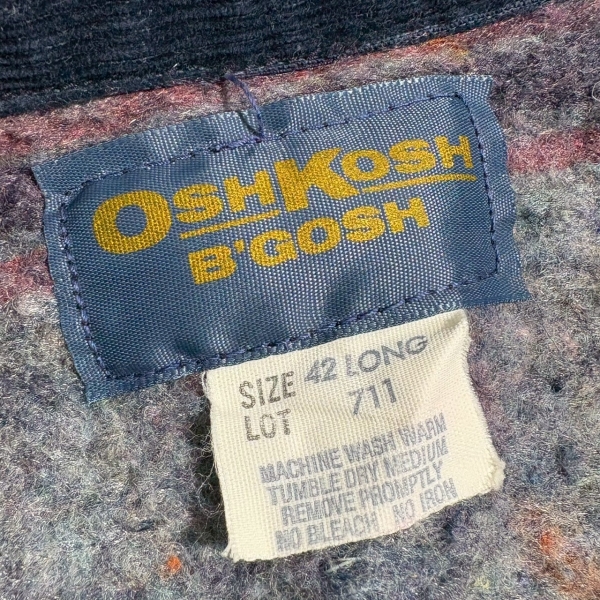 OSHKOSH
B'GOSH
SIZE 42 LONG
LOT 711
MACHINE WASH WARM
TUMBLE DRY MEDIUM
REMOVE PROMPTLY
NO BLEACH NO IRON